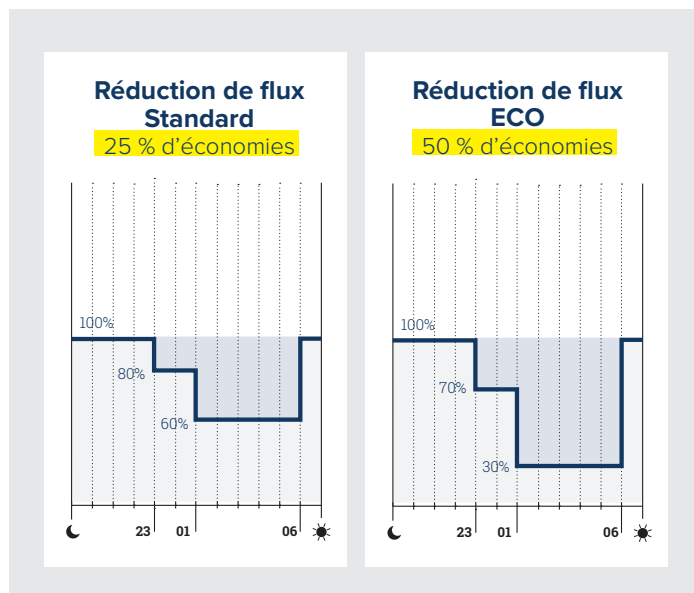 Réduction de flux
Standard
25 % d’économies
100%
80%
60%
23 01 06
Réduction de flux
ECO
50 % d’économies
100%
70%
30%
23 01 06